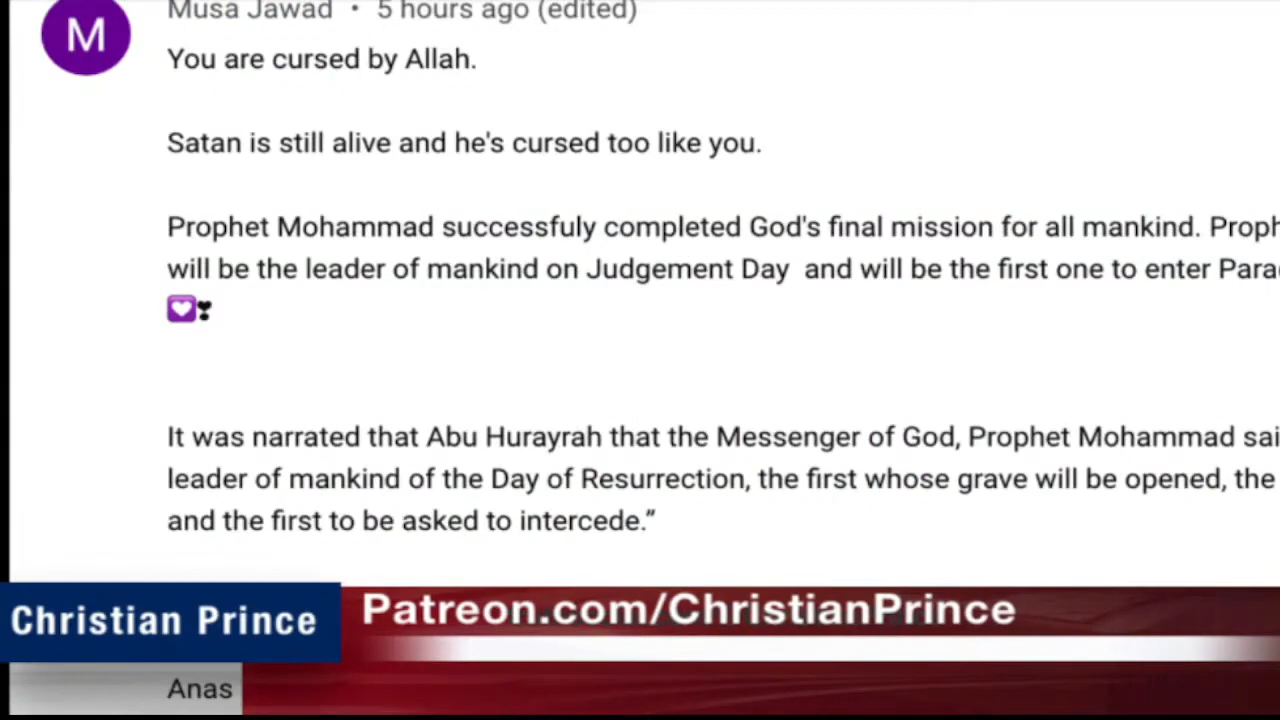 M
Musa Jawad • 5 hours ago (edited)
You are cursed by Allah.
Satan is still alive and he's cursed too like you.
Prophet Mohammad successfuly completed God's final mission for all mankind.
will be the leader of mankind on Judgement Day and will be the first one to enter
💟❣
It was narrated that Abu Hurayrah that the Messenger of God, Prophet Mohammad
leader of mankind of the Day of Resurrection, the first whose grave will be opened, the
and the first to be asked to intercede.”
Christian Prince
Patreon.com/ChristianPrince
Anas